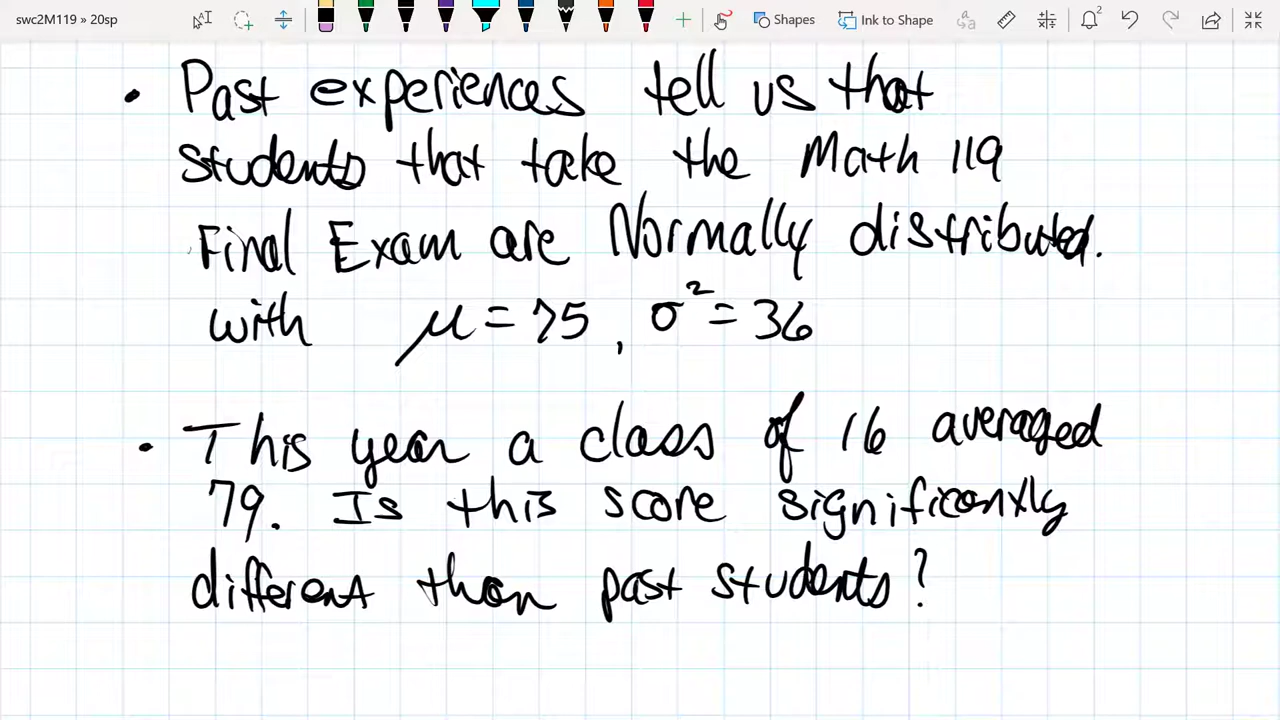 swc2M119 » 20sp
Shapes
Ink to Shape
2
• Past experiences tell us that
students that take the Math 119
Final Exam are Normally distributed.
with μ = 75, σ² = 36
• This year a class of 16 averaged
79. Is this score significantly
different than past students?